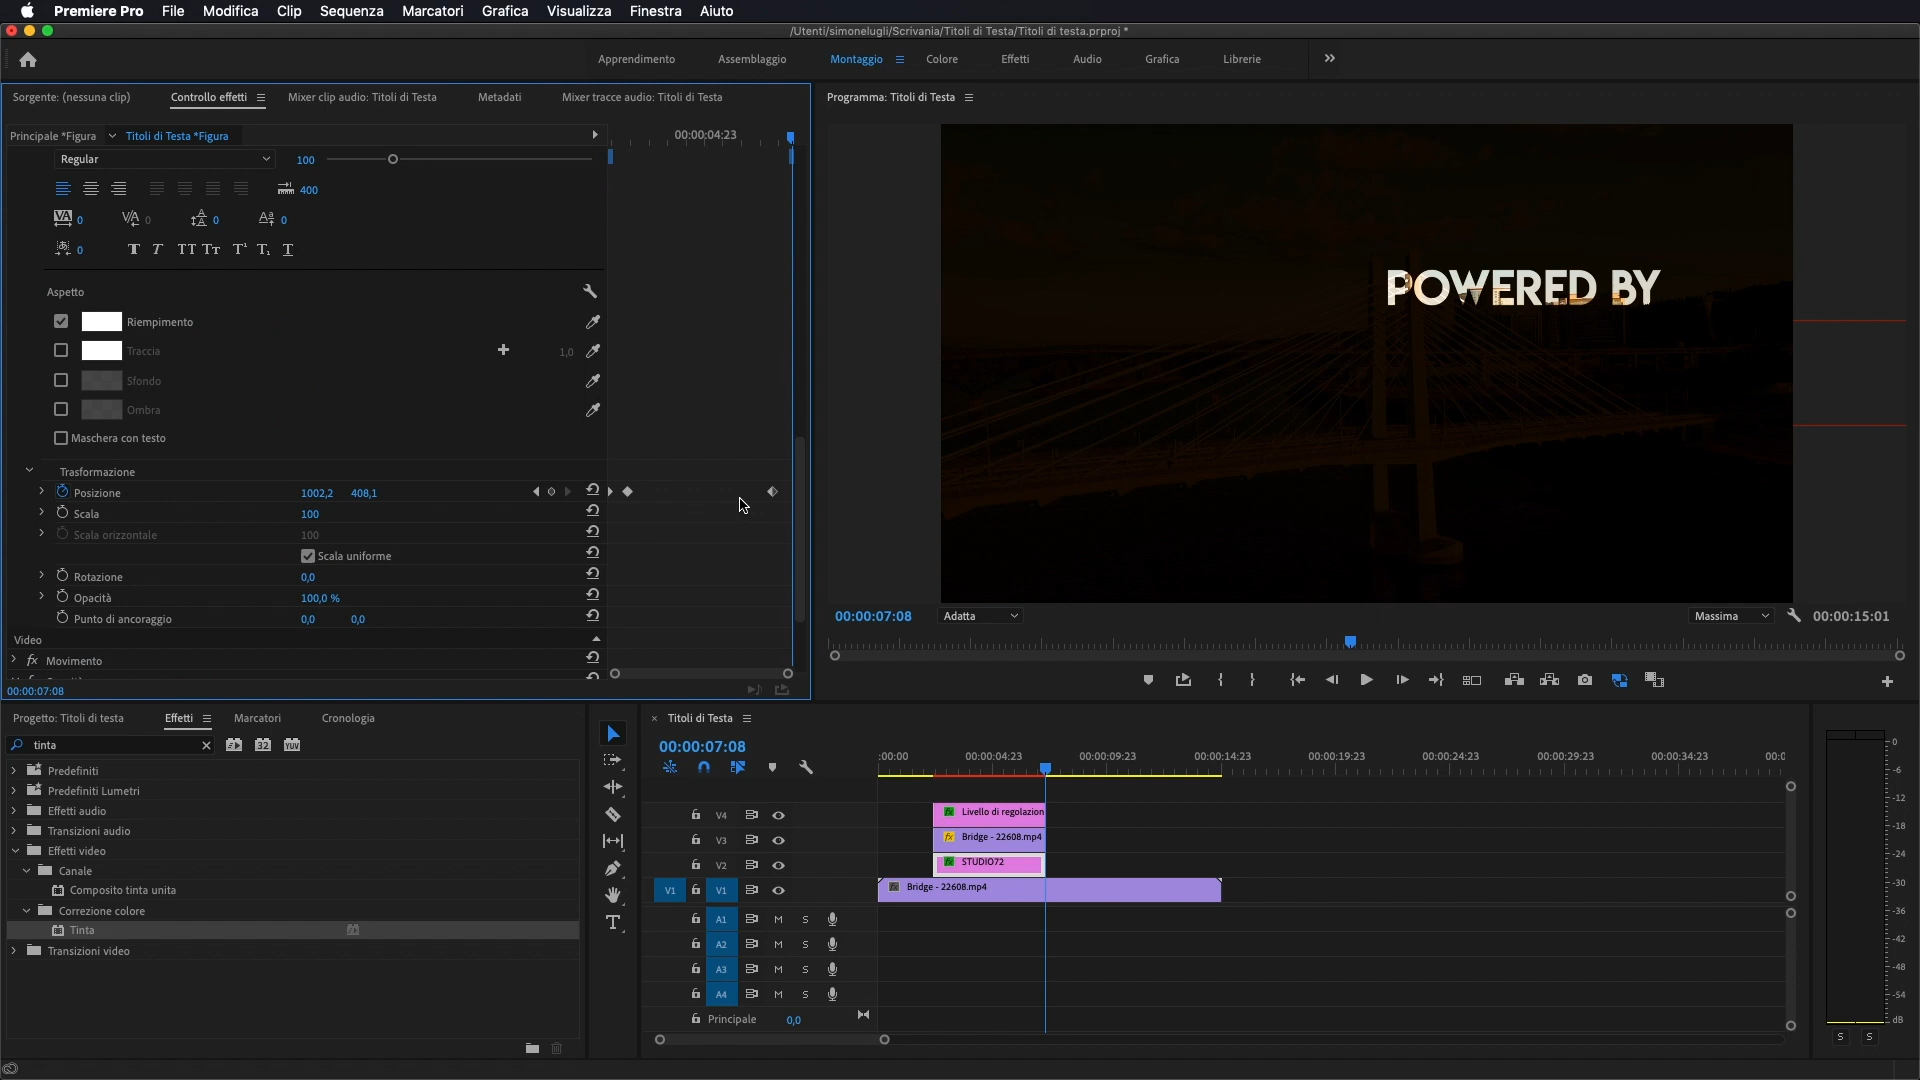 Premiere Pro File Modifica Clip Sequenza Marcatori Grafica Visualizza Finestra Aiuto
/Utenti/simonelugli/Scrivania/Titoli di Testa/Titoli di testa.prproj *
Apprendimento Assemblaggio Montaggio Colore Effetti Audio Grafica Librerie
Sorgente: (nessuna clip) Controllo effetti Mixer clip audio: Titoli di Testa Metadati Mixer tracce audio: Titoli di Testa
Programma: Titoli di Testa
Principale *Figura Titoli di Testa *Figura
00:00:04:23
Regular 100
400
0 0 0 0
0
Aspetto
Riempimento
Traccia 1,0
Sfondo
Ombra
Maschera con testo
Trasformazione
Posizione 1002,2 408,1
Scala 100
Scala orizzontale 100
Scala uniforme
Rotazione 0,0
Opacità 100,0 %
Punto di ancoraggio 0,0 0,0
Video
fx Movimento
00:00:07:08
POWERED BY
00:00:07:08 Adatta Massima 00:00:15:01
Progetto: Titoli di testa Effetti Marcatori Cronologia
tinta 32 YUV
Predefiniti
Predefiniti Lumetri
Effetti audio
Transizioni audio
Effetti video
Canale
Composito tinta unita
Correzione colore
Tinta
Transizioni video
Titoli di Testa
00:00:07:08
:00:00 00:00:04:23 00:00:09:23 00:00:14:23 00:00:19:23 00:00:24:23 00:00:29:23 00:00:34:23 00:0
V4 fx Livello di regolazion
V3 fx Bridge - 22608.mp4
V2 fx STUDIO72
V1 V1 fx Bridge - 22608.mp4
A1 M S
A2 M S
A3 M S
A4 M S
Principale 0,0
0
-6
-12
-18
-24
-30
-36
-42
-48
-54
dB
S S